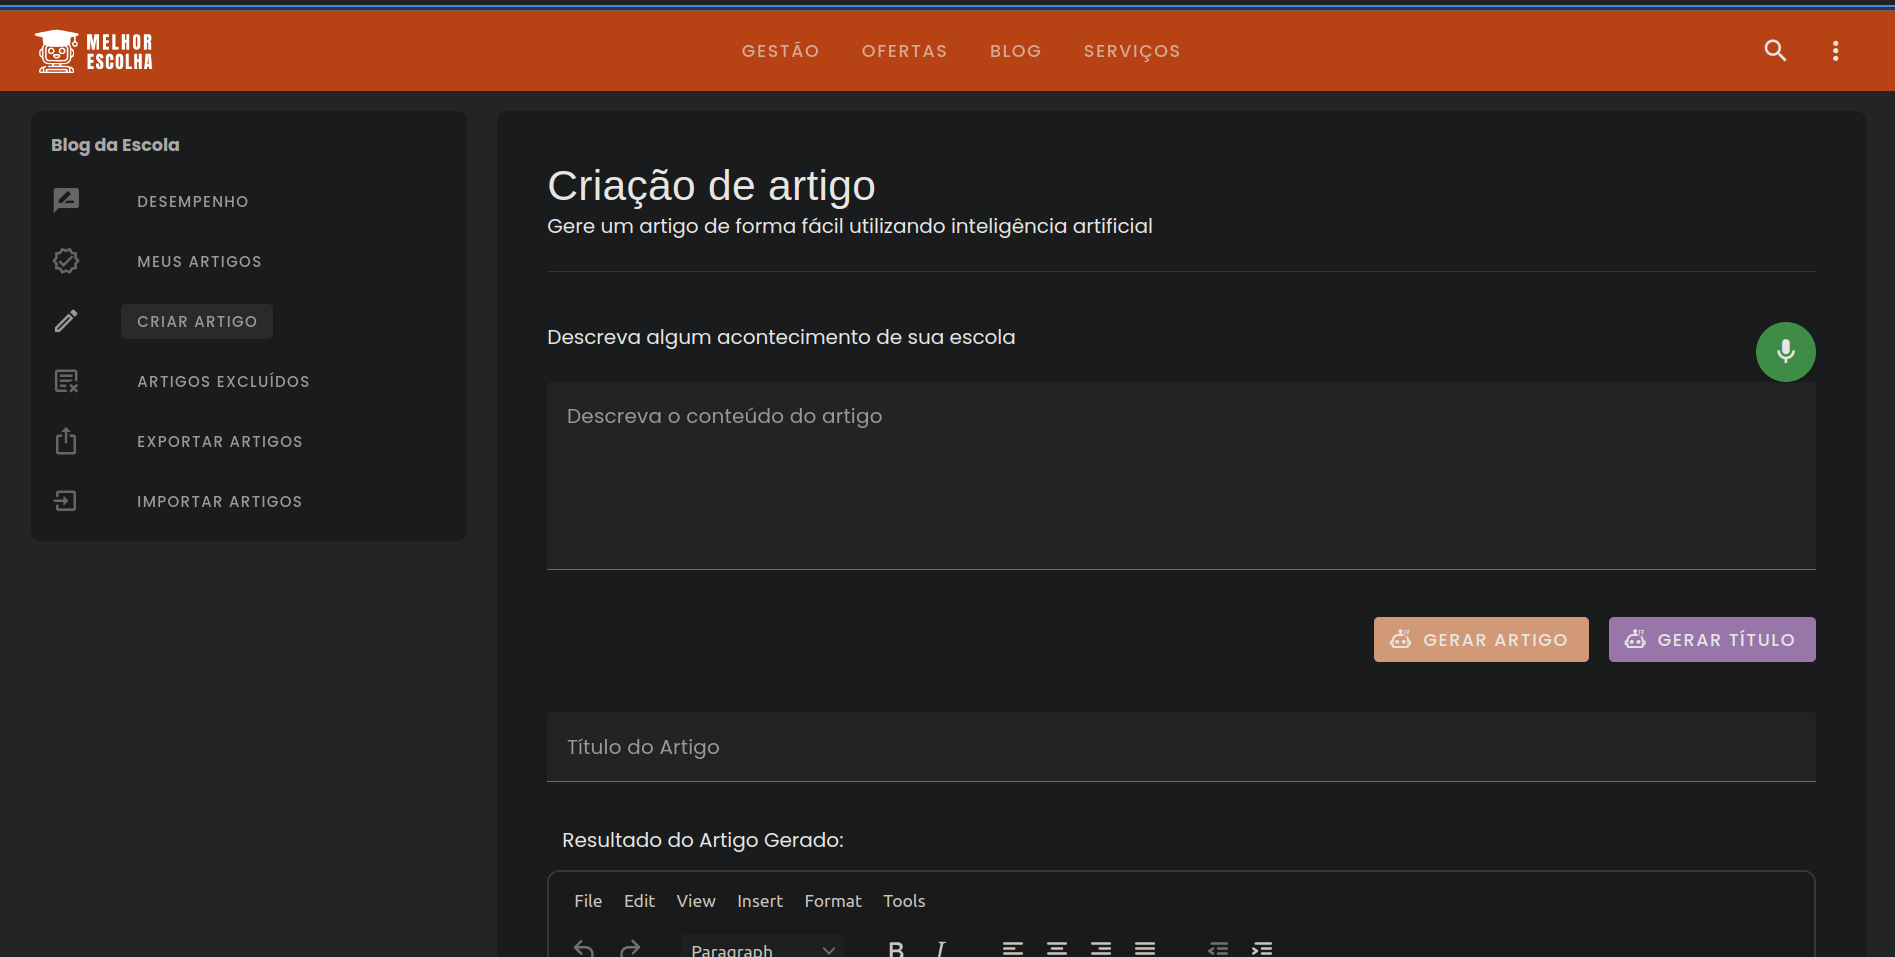 MELHOR
ESCOLHA
GESTÃO OFERTAS BLOG SERVIÇOS
Blog da Escola
DESEMPENHO
MEUS ARTIGOS
CRIAR ARTIGO
ARTIGOS EXCLUÍDOS
EXPORTAR ARTIGOS
IMPORTAR ARTIGOS
Criação de artigo
Gere um artigo de forma fácil utilizando inteligência artificial
Descreva algum acontecimento de sua escola
Descreva o conteúdo do artigo
GERAR ARTIGO GERAR TÍTULO
Título do Artigo
Resultado do Artigo Gerado:
File Edit View Insert Format Tools
Paragraph B I